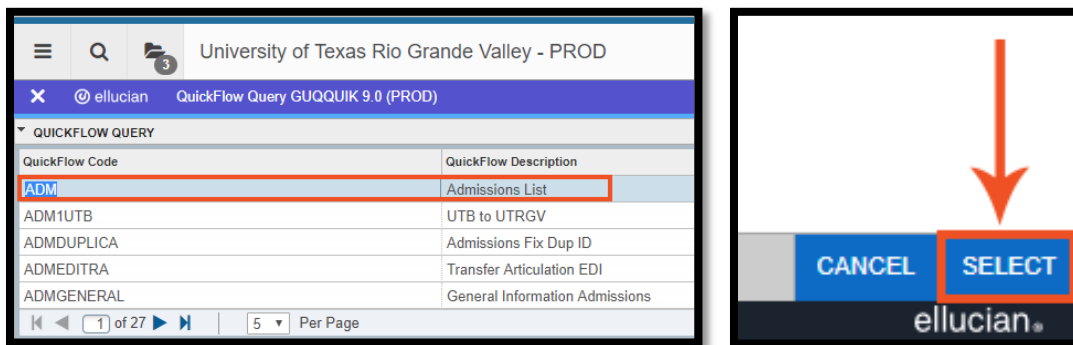 3
University of Texas Rio Grande Valley - PROD
ellucian QuickFlow Query GUQQUIK 9.0 (PROD)
QUICKFLOW QUERY
QuickFlow Code QuickFlow Description
ADM Admissions List
ADM1UTB UTB to UTRGV
ADMDUPLICA Admissions Fix Dup ID
ADMEDITRA Transfer Articulation EDI
ADMGENERAL General Information Admissions
1 of 27 5 Per Page
CANCEL SELECT
ellucian®